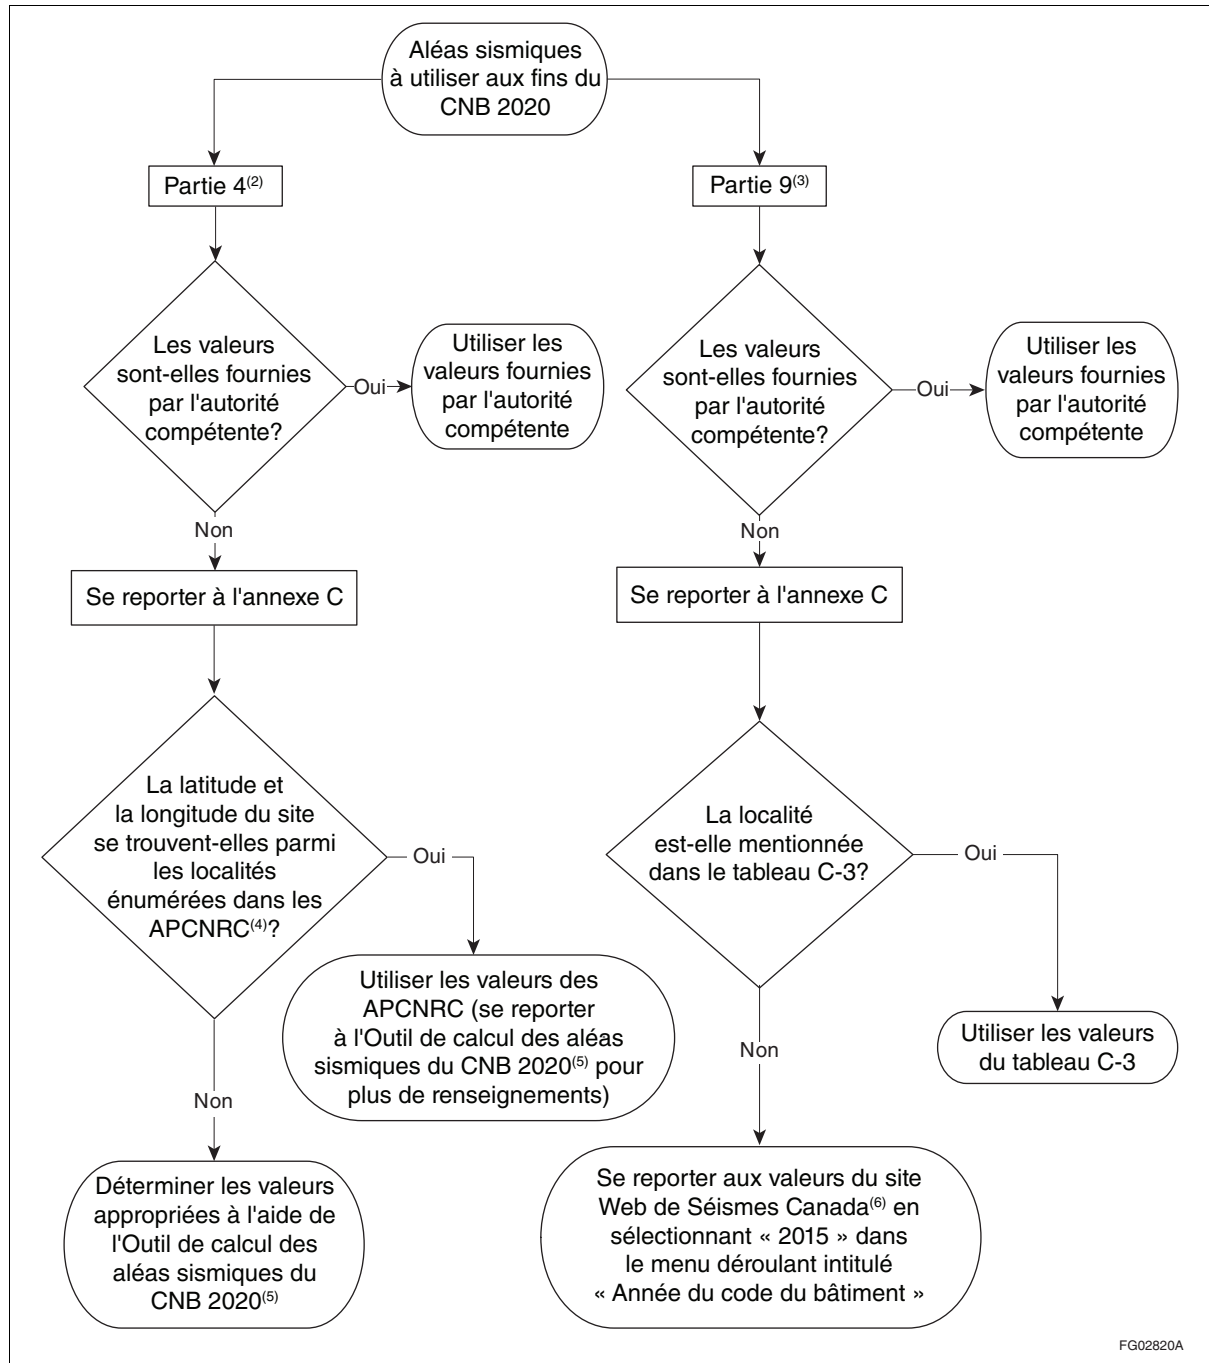 Aléas sismiques
à utiliser aux fins du
CNB 2020
Partie 4(2)
Partie 9(3)
Les valeurs
sont-elles fournies
par l'autorité
compétente?
Oui
Utiliser les
valeurs fournies
par l'autorité
compétente
Les valeurs
sont-elles fournies
par l'autorité
compétente?
Oui
Utiliser les
valeurs fournies
par l'autorité
compétente
Non
Non
Se reporter à l'annexe C
Se reporter à l'annexe C
La latitude et
la longitude du site
se trouvent-elles parmi
les localités
énumérées dans les
APCNRC(4)?
Oui
La localité
est-elle mentionnée
dans le tableau C-3?
Oui
Utiliser les valeurs des
APCNRC (se reporter
à l'Outil de calcul des aléas
sismiques du CNB 2020(5) pour
plus de renseignements)
Non
Utiliser les valeurs
du tableau C-3
Non
Déterminer les valeurs
appropriées à l'aide de
l'Outil de calcul des
aléas sismiques du
CNB 2020(5)
Se reporter aux valeurs du site
Web de Séismes Canada(6) en
sélectionnant « 2015 » dans
le menu déroulant intitulé
« Année du code du bâtiment »
FG02820A